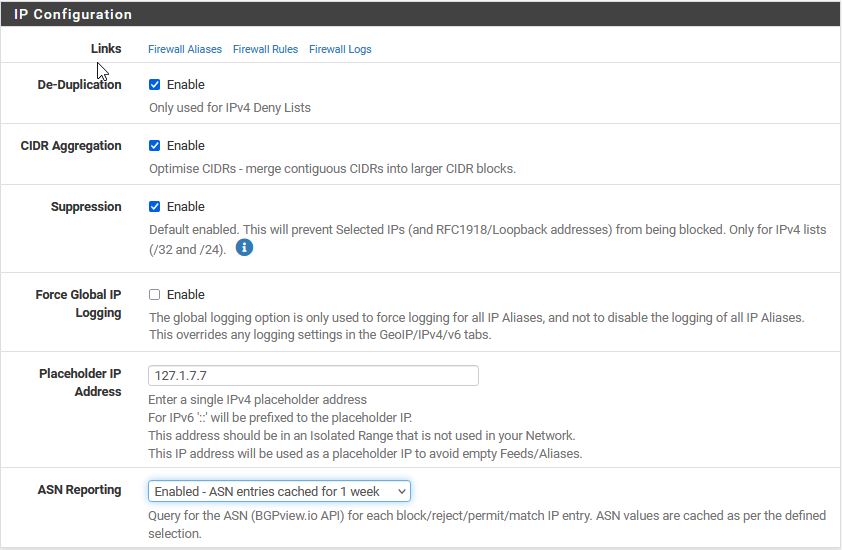 IP Configuration
Links
Firewall Aliases Firewall Rules Firewall Logs
De-Duplication
Enable
Only used for IPv4 Deny Lists
CIDR Aggregation
Enable
Optimise CIDRs - merge contiguous CIDRs into larger CIDR blocks.
Suppression
Enable
Default enabled. This will prevent Selected IPs (and RFC1918/Loopback addresses) from being blocked. Only for IPv4 lists
(/32 and /24).
Force Global IP
Logging
Enable
The global logging option is only used to force logging for all IP Aliases, and not to disable the logging of all IP Aliases.
This overrides any logging settings in the GeoIP/IPv4/v6 tabs.
Placeholder IP
Address
127.1.7.7
Enter a single IPv4 placeholder address
For IPv6 '::' will be prefixed to the placeholder IP.
This address should be in an Isolated Range that is not used in your Network.
This IP address will be used as a placeholder IP to avoid empty Feeds/Aliases.
ASN Reporting
Enabled - ASN entries cached for 1 week
Query for the ASN (BGPview.io API) for each block/reject/permit/match IP entry. ASN values are cached as per the defined
selection.